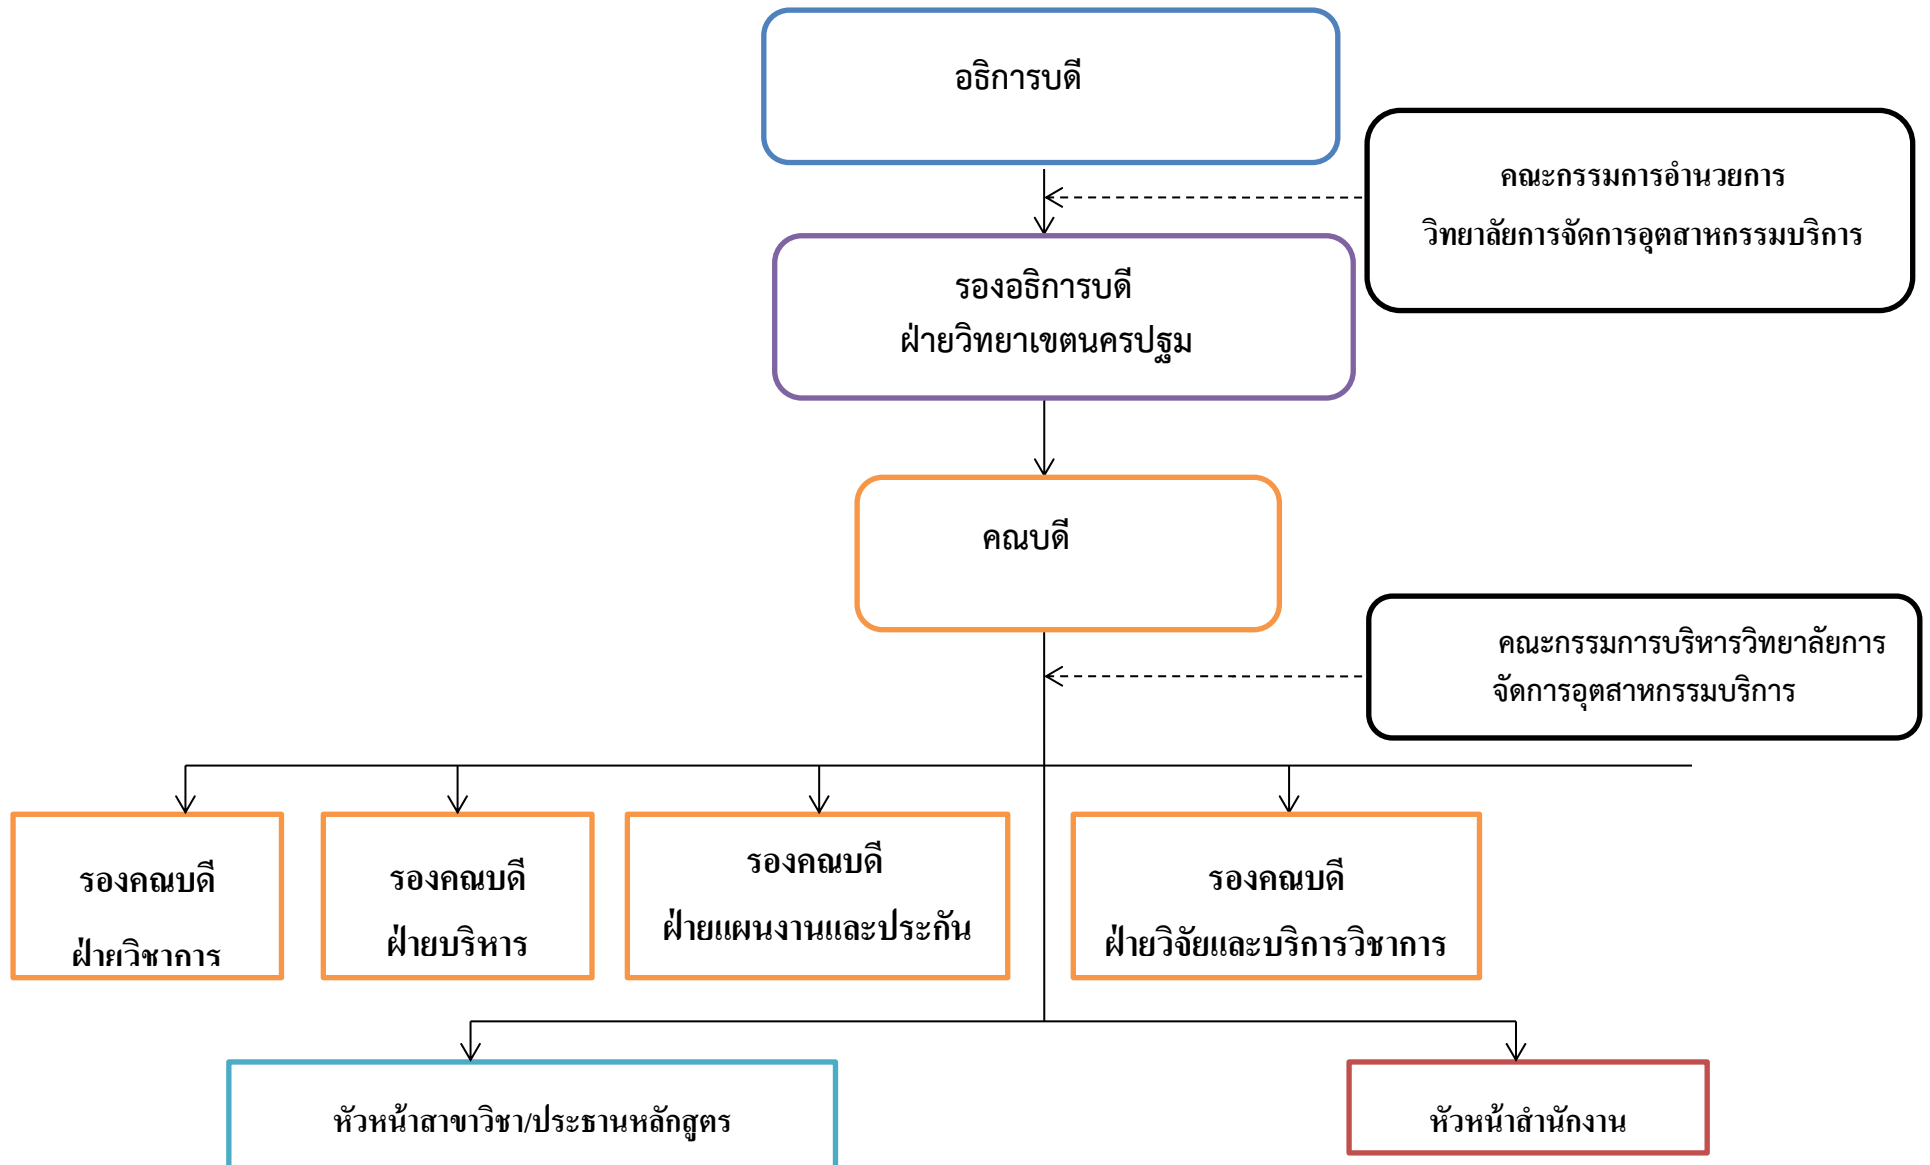 อธิการบดี
คณะกรรมการอำนวยการ
วิทยาลัยการจัดการอุตสาหกรรมบริการ
รองอธิการบดี
ฝ่ายวิทยาเขตนครปฐม
คณบดี
คณะกรรมการบริหารวิทยาลัยการ
จัดการอุตสาหกรรมบริการ
รองคณบดี
ฝ่ายวิชาการ
รองคณบดี
ฝ่ายบริหาร
รองคณบดี
ฝ่ายแผนงานและประกัน
รองคณบดี
ฝ่ายวิจัยและบริการวิชาการ
หัวหน้าสาขาวิชา/ประธานหลักสูตร
หัวหน้าสำนักงาน